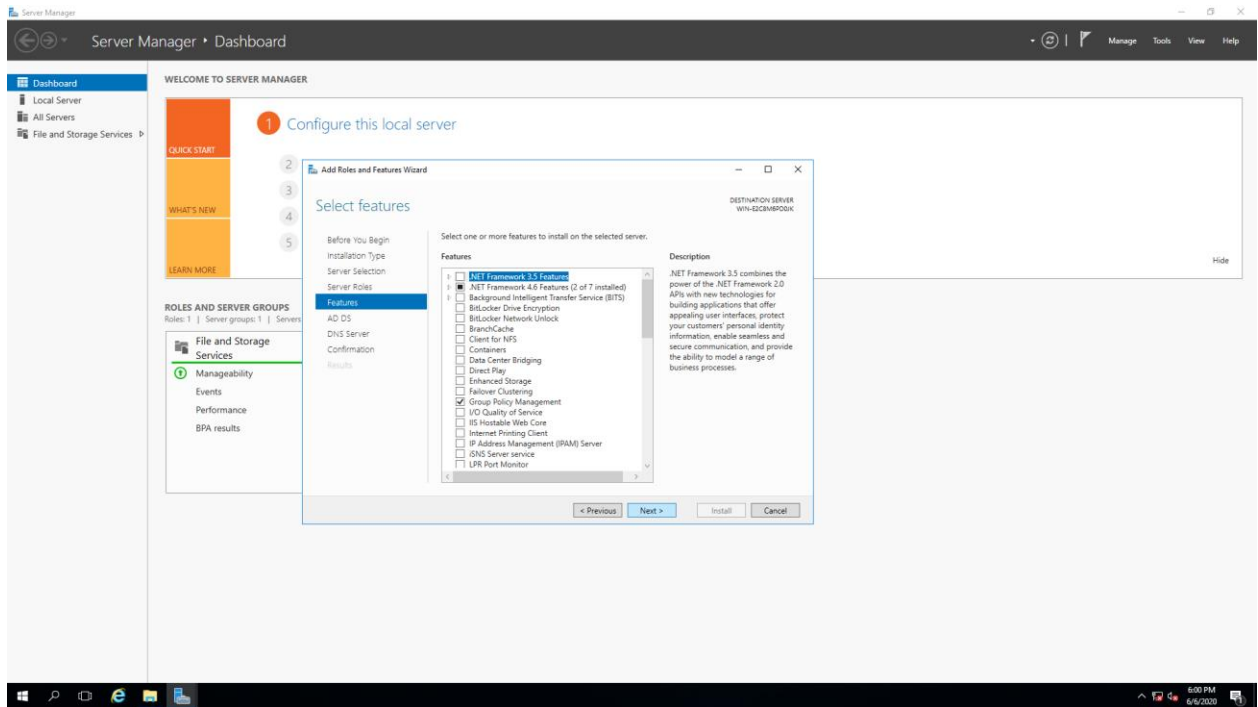 Server Manager
Server Manager • Dashboard
Manage Tools View Help
Dashboard
Local Server
All Servers
File and Storage Services
WELCOME TO SERVER MANAGER
QUICK START
WHAT'S NEW
LEARN MORE
1 Configure this local server
2
3
4
5
Hide
ROLES AND SERVER GROUPS
Roles: 1 | Server groups: 1 | Servers
File and Storage
Services
Manageability
Events
Performance
BPA results
Add Roles and Features Wizard
Select features
DESTINATION SERVER
Before You Begin
Installation Type
Server Selection
Server Roles
Features
AD DS
DNS Server
Confirmation
Results
Select one or more features to install on the selected server.
Features
.NET Framework 3.5 Features
.NET Framework 4.6 Features (2 of 7 installed)
Background Intelligent Transfer Service (BITS)
BitLocker Drive Encryption
BitLocker Network Unlock
BranchCache
Client for NFS
Containers
Data Center Bridging
Direct Play
Enhanced Storage
Failover Clustering
Group Policy Management
I/O Quality of Service
IIS Hostable Web Core
Internet Printing Client
IP Address Management (IPAM) Server
iSNS Server service
LPR Port Monitor
Description
.NET Framework 3.5 combines the
power of the .NET Framework 2.0
APIs with new technologies for
building applications that offer
appealing user interfaces, protect
your customers' personal identity
information, enable seamless and
secure communication, and provide
the ability to model a range of
business processes.
< Previous Next > Install Cancel
6:00 PM
6/6/2020